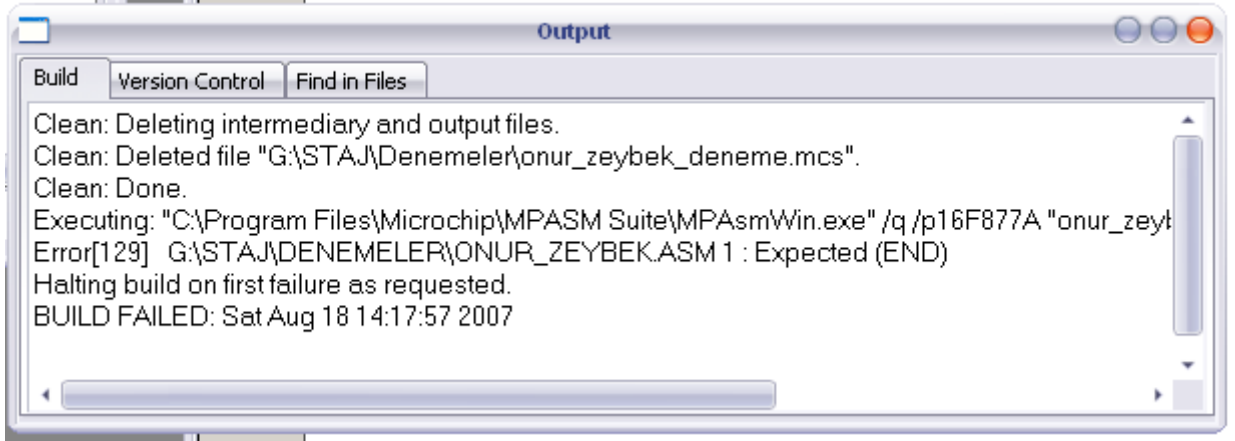 Output
Build Version Control Find in Files
Clean: Deleting intermediary and output files.
Clean: Deleted file "G:\STAJ\Denemeler\onur_zeybek_deneme.mcs".
Clean: Done.
Executing: "C:\Program Files\Microchip\MPASM Suite\MPAsmWin.exe" /q /p16F877A "onur_zeyb
Error[129]   G:\STAJ\DENEMELER\ONUR_ZEYBEK.ASM 1 : Expected (END)
Halting build on first failure as requested.
BUILD FAILED: Sat Aug 18 14:17:57 2007